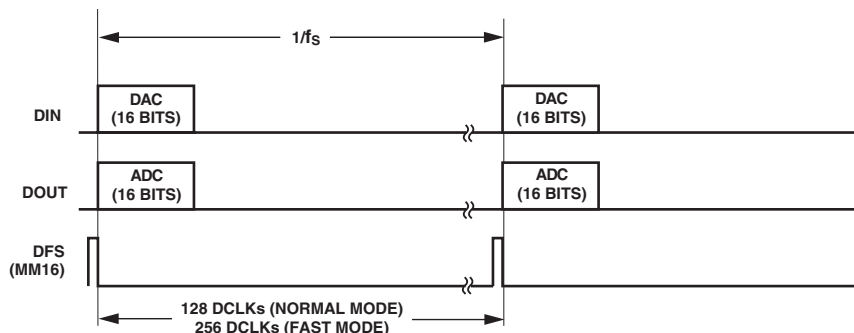 1/fS
DAC
(16 BITS)
DAC
(16 BITS)
DIN
ADC
(16 BITS)
ADC
(16 BITS)
DOUT
DFS
(MM16)
128 DCLKs (NORMAL MODE)
256 DCLKs (FAST MODE)